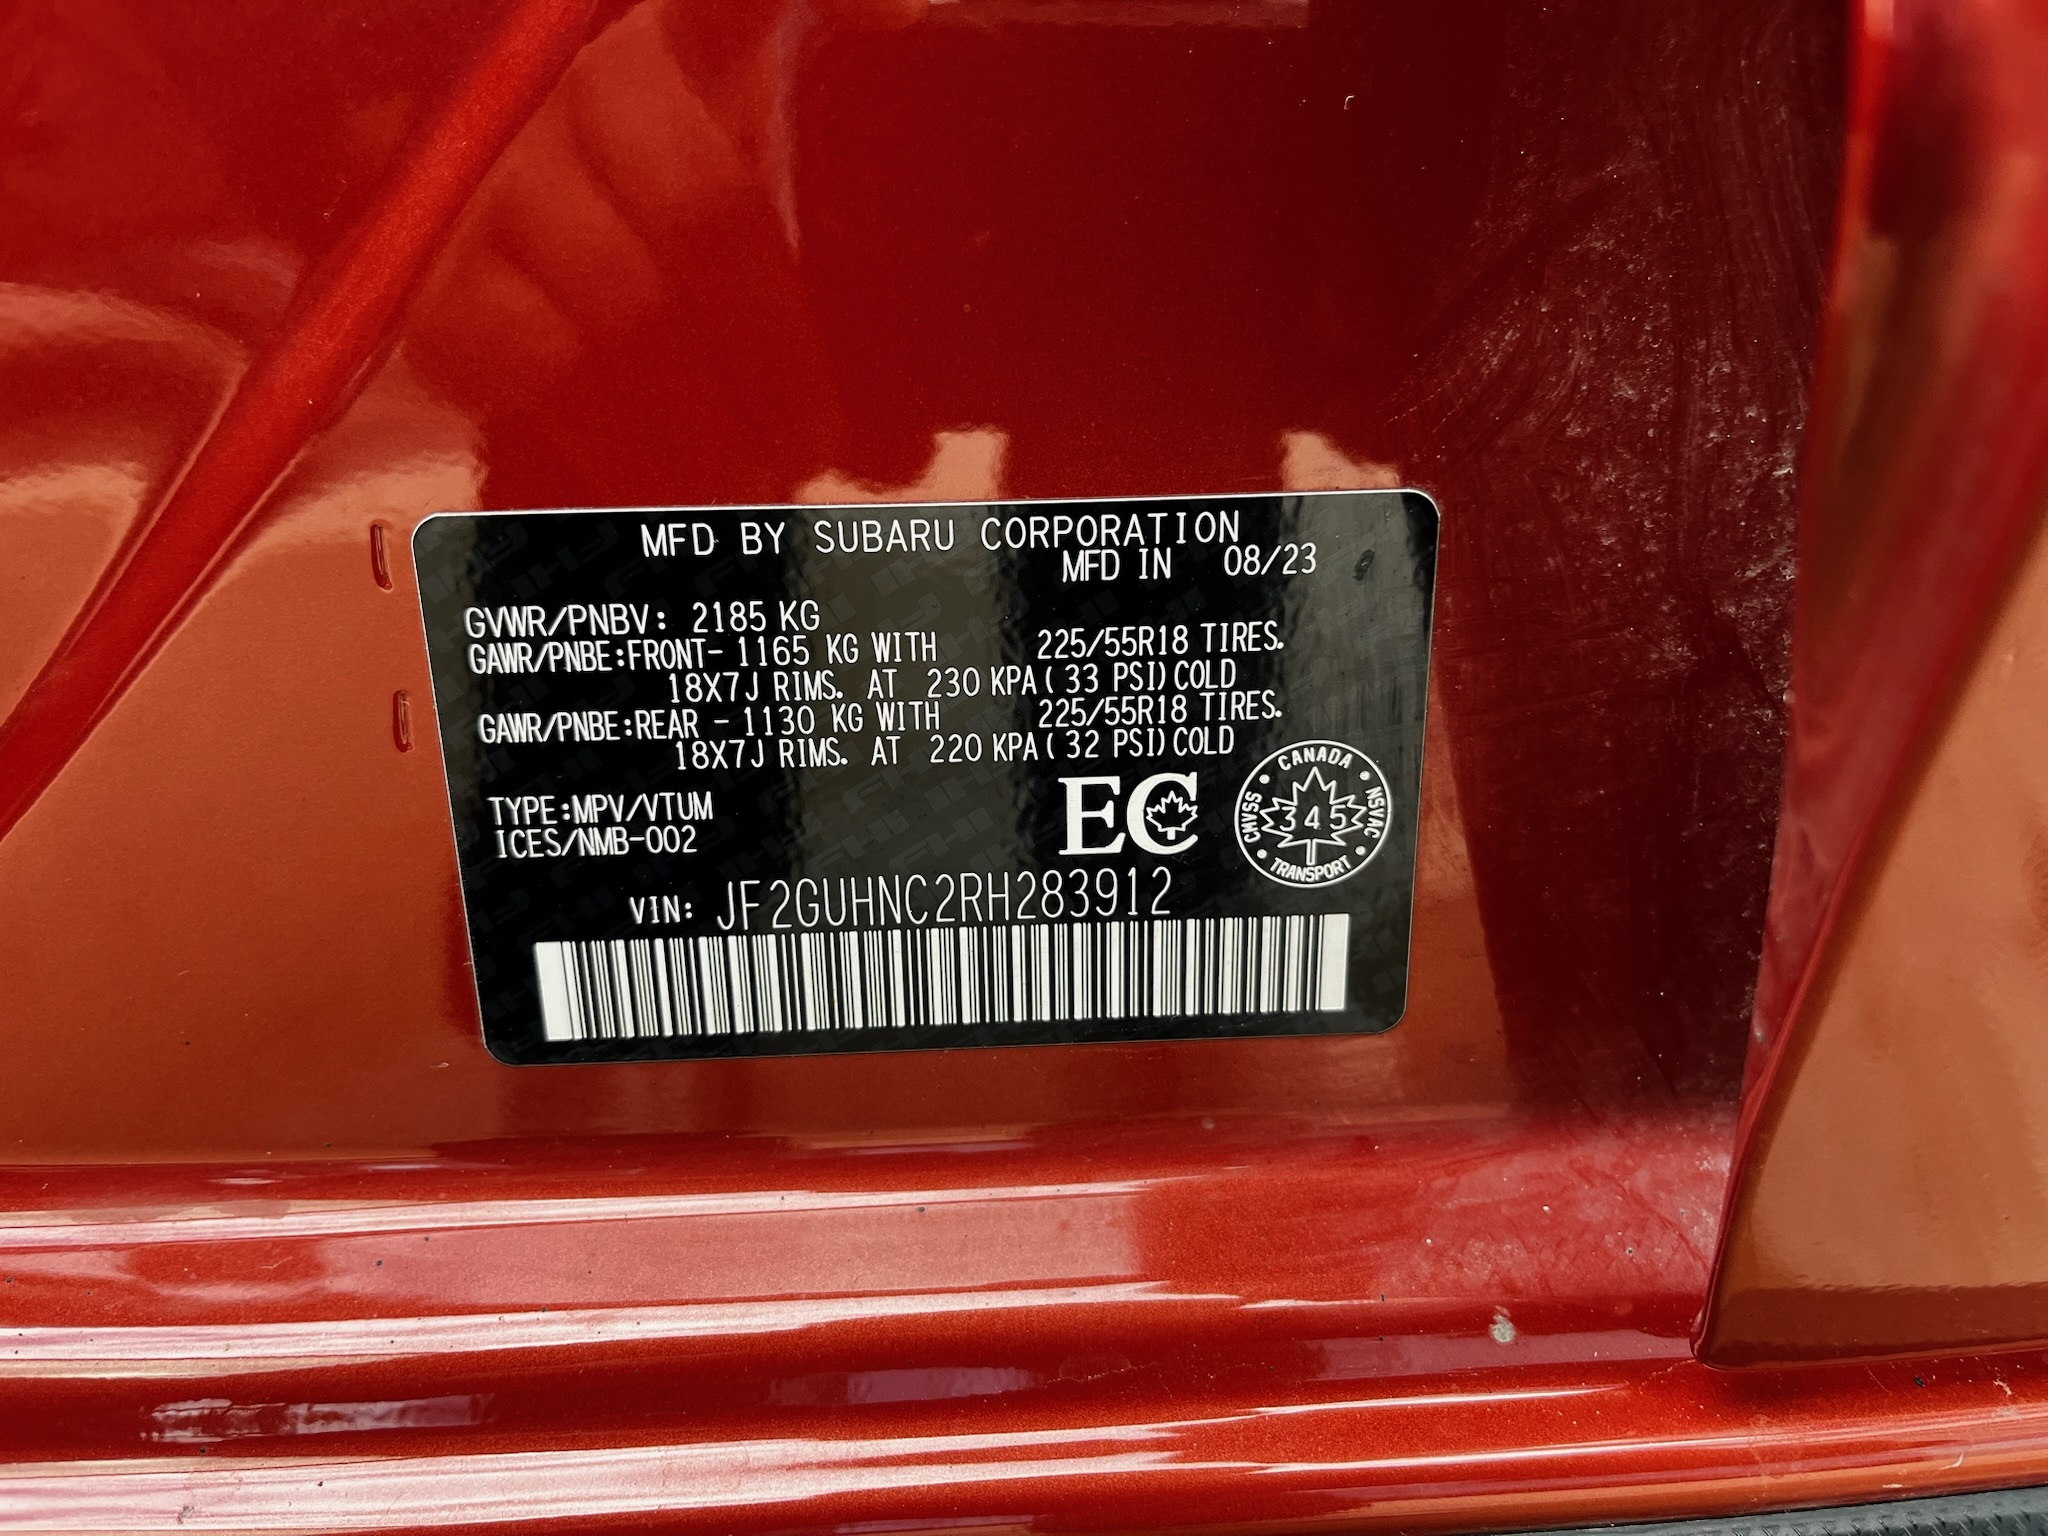 MFD BY SUBARU CORPORATION
MFD IN 08/23
GVWR/PNBV: 2185 KG
GAWR/PNBE:FRONT- 1165 KG WITH 225/55R18 TIRES.
18X7J RIMS. AT 230 KPA( 33 PSI)COLD
GAWR/PNBE:REAR - 1130 KG WITH 225/55R18 TIRES.
18X7J RIMS. AT 220 KPA( 32 PSI)COLD
TYPE:MPV/VTUM
ICES/NMB-002
EC
CANADA
CMVSS
345
NSVAC
TRANSPORT
VIN: JF2GUHNC2RH283912